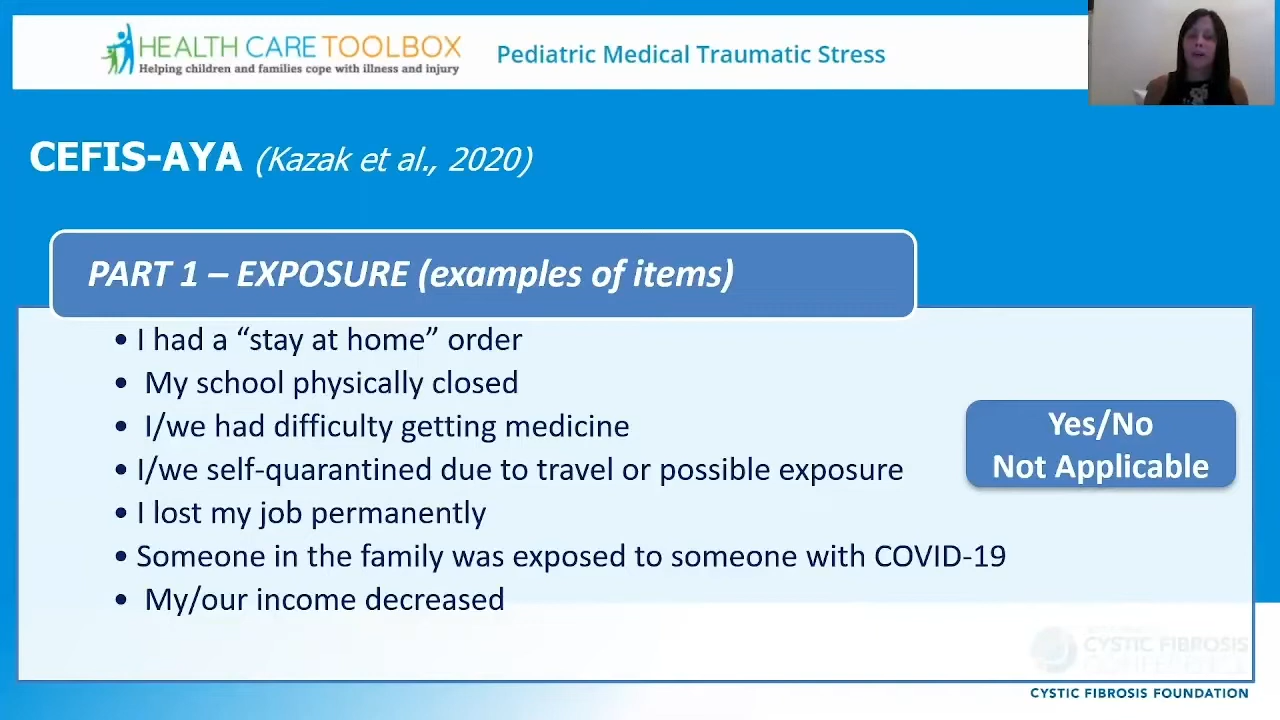 HEALTH CARE TOOLBOX
Helping children and families cope with illness and injury
Pediatric Medical Traumatic Stress
CEFIS-AYA (Kazak et al., 2020)
PART 1 – EXPOSURE (examples of items)
• I had a “stay at home” order
• My school physically closed
• I/we had difficulty getting medicine
• I/we self-quarantined due to travel or possible exposure
• I lost my job permanently
• Someone in the family was exposed to someone with COVID-19
• My/our income decreased
Yes/No
Not Applicable
CYSTIC FIBROSIS
CONFERENCE
CYSTIC FIBROSIS FOUNDATION